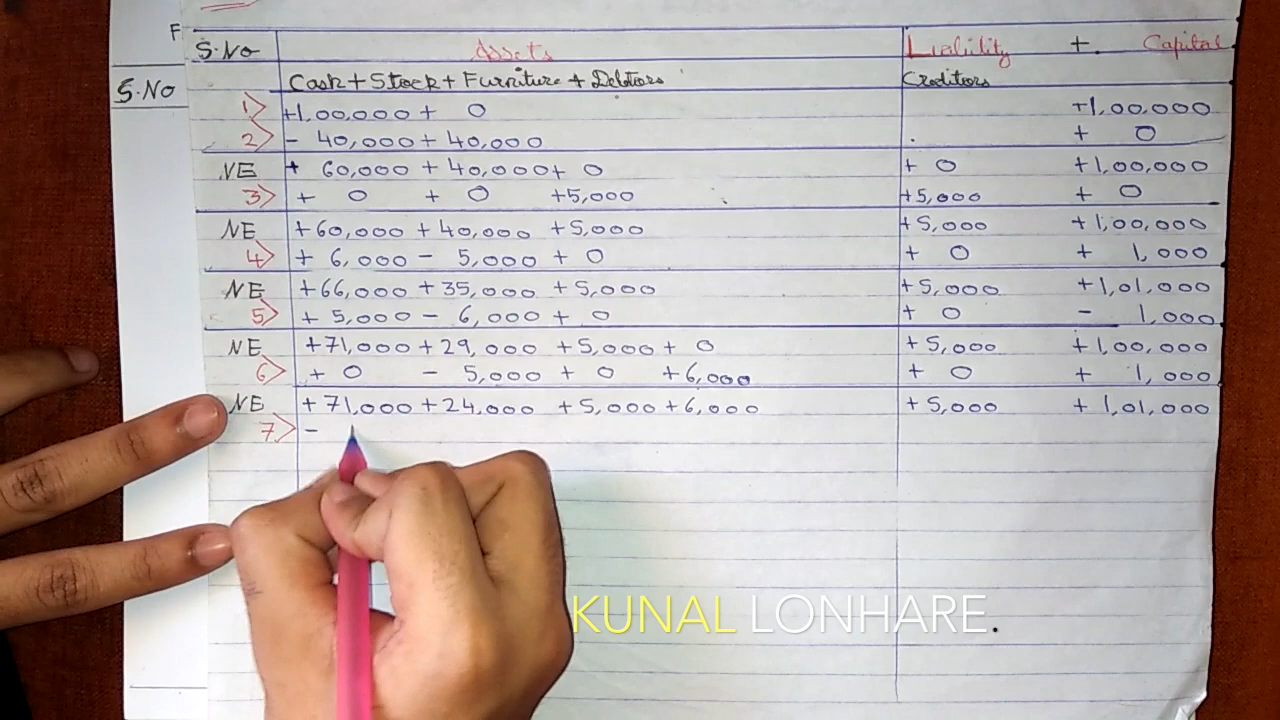 F
S.No
S.No Assets Liability + Capital
Cash + Stock + Furniture + Debtors Creditors
1> +1,00,000 + 0 +1,00,000
2> - 40,000 + 40,000 + 0
NE + 60,000 + 40,000 + 0 + 0 +1,00,000
3> + 0 + 0 +5,000 +5,000 + 0
NE +60,000 +40,000 +5,000 +5,000 +1,00,000
4> + 6,000 - 5,000 + 0 + 0 + 1,000
NE +66,000 +35,000 +5,000 +5,000 +1,01,000
5> + 5,000 - 6,000 + 0 + 0 - 1,000
NE +71,000 +29,000 +5,000 + 0 +5,000 +1,00,000
6> + 0 - 5,000 + 0 +6,000 + 0 + 1,000
NE +71,000 +24,000 +5,000 +6,000 +5,000 +1,01,000
7> -
KUNAL LONHARE.